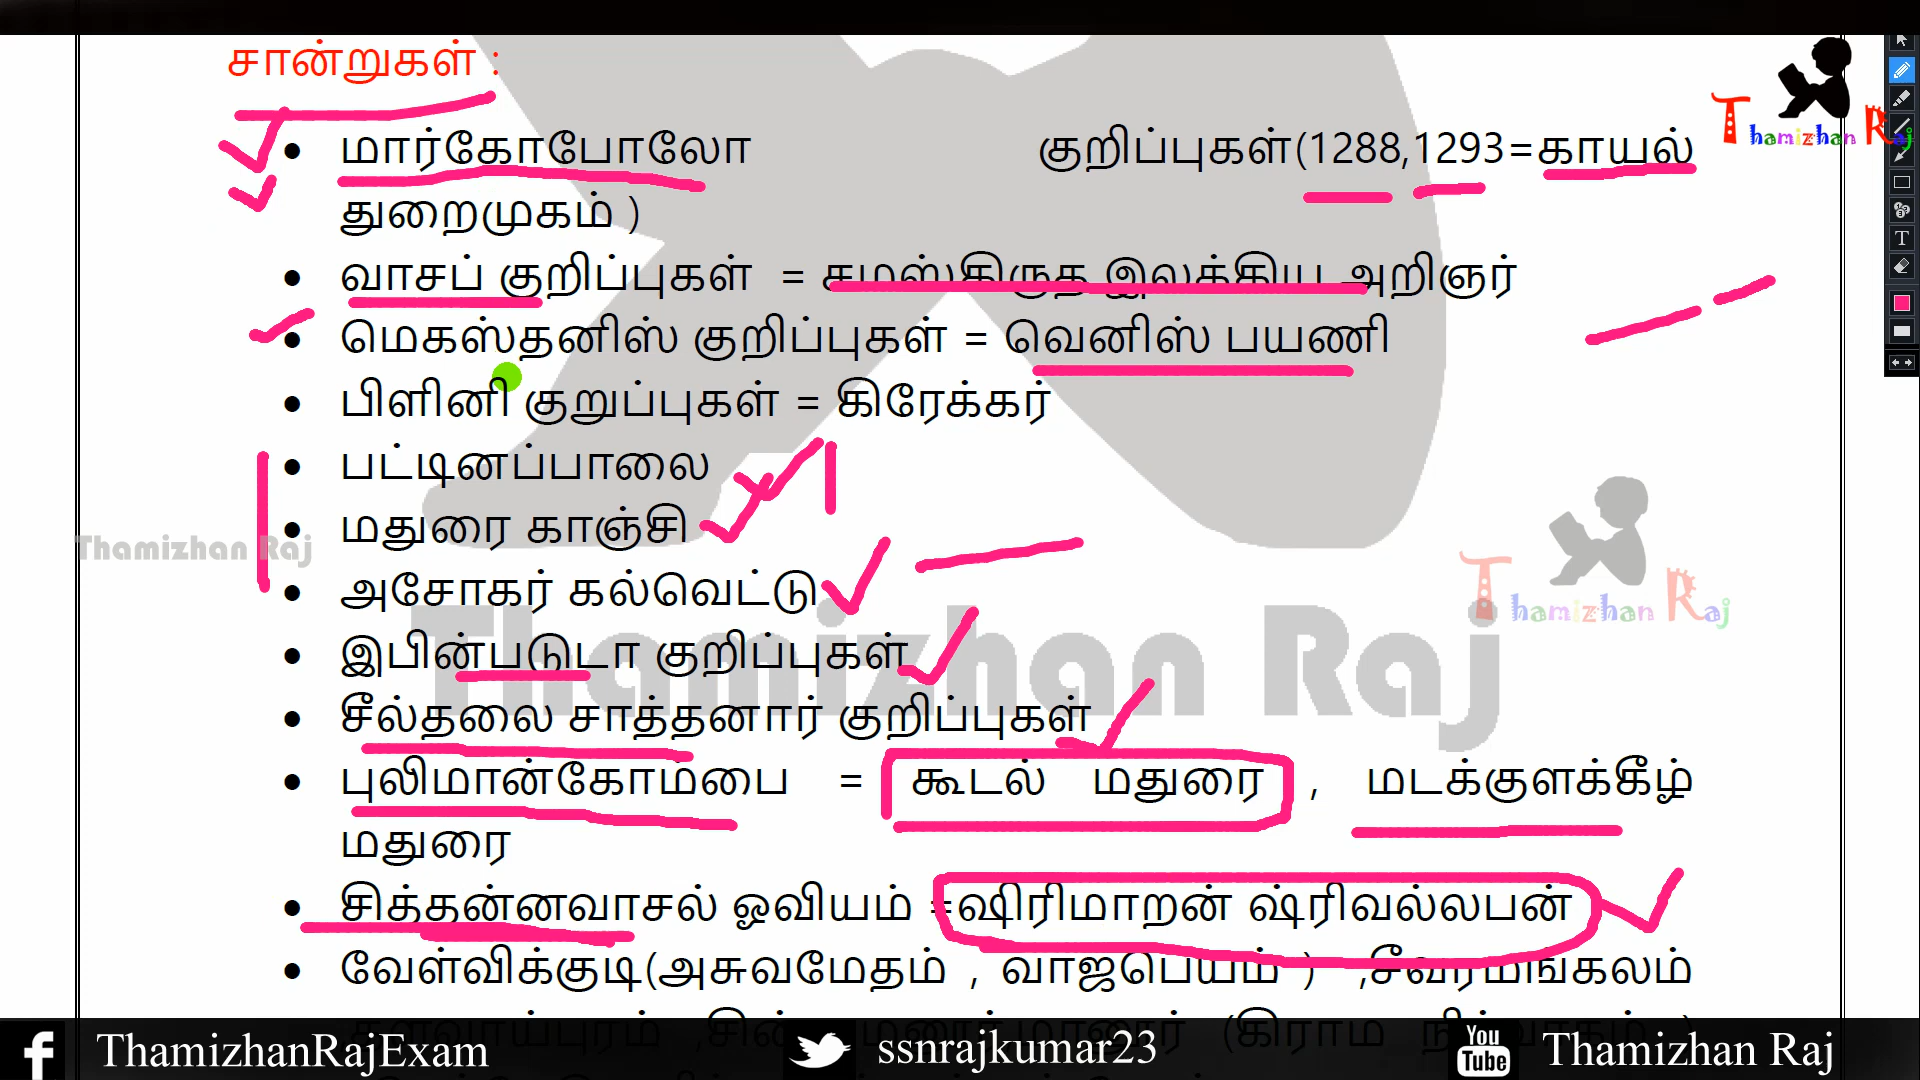 சான்றுகள் :
Thamizhan Raj
• மார்கோபோலோ குறிப்புகள்(1288,1293=காயல்
துறைமுகம் )
• வாசப் குறிப்புகள் = சமஸ்கிருத இலக்கிய அறிஞர்
• மெகஸ்தனிஸ் குறிப்புகள் = வெனிஸ் பயணி
• பிளினி குறுப்புகள் = கிரேக்கர்
• பட்டினப்பாலை
• மதுரை காஞ்சி
Thamizhan Raj
• அசோகர் கல்வெட்டு
Thamizhan Raj
• இபின்படுடா குறிப்புகள்
Thamizhan Raj
• சீல்தலை சாத்தனார் குறிப்புகள்
• புலிமான்கோம்பை = கூடல் மதுரை , மடக்குளக்கீழ்
மதுரை
• சித்தன்னவாசல் ஓவியம் =ஷிரிமாறன் ஷ்ரிவல்லபன்
• வேள்விக்குடி(அசுவமேதம் , வாஜபெயம் ) ,சீவரமங்கலம்
ThamizhanRajExam ssnrajkumar23 You Tube Thamizhan Raj